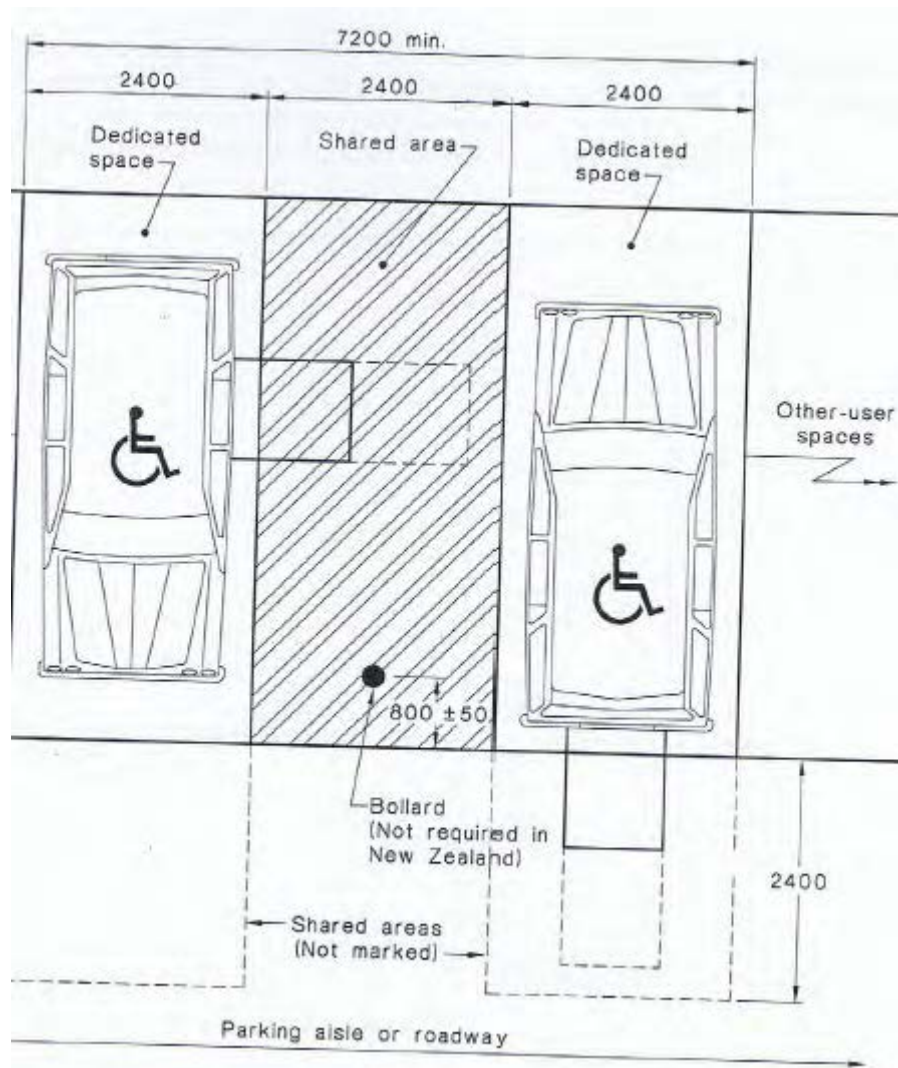 7200 min.
2400
2400
2400
Dedicated
space
Shared area
Dedicated
space
Other-user
spaces
800 ±50
Bollard
(Not required in
New Zealand)
2400
Shared areas
(Not marked)
Parking aisle or roadway